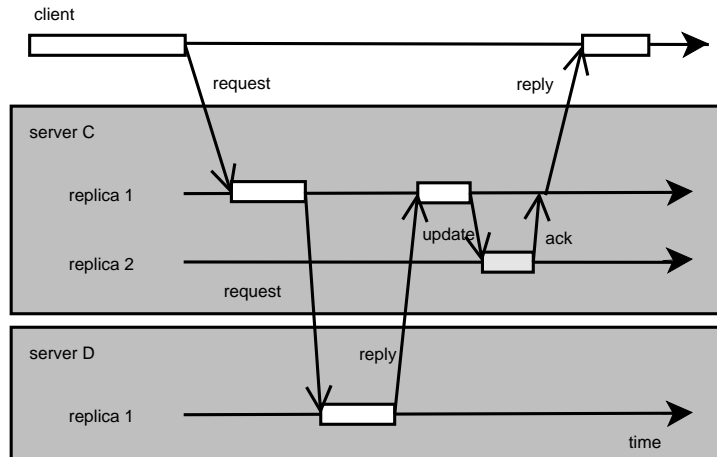 client
request
reply
server C
replica 1
update
ack
replica 2
request
server D
reply
replica 1
time